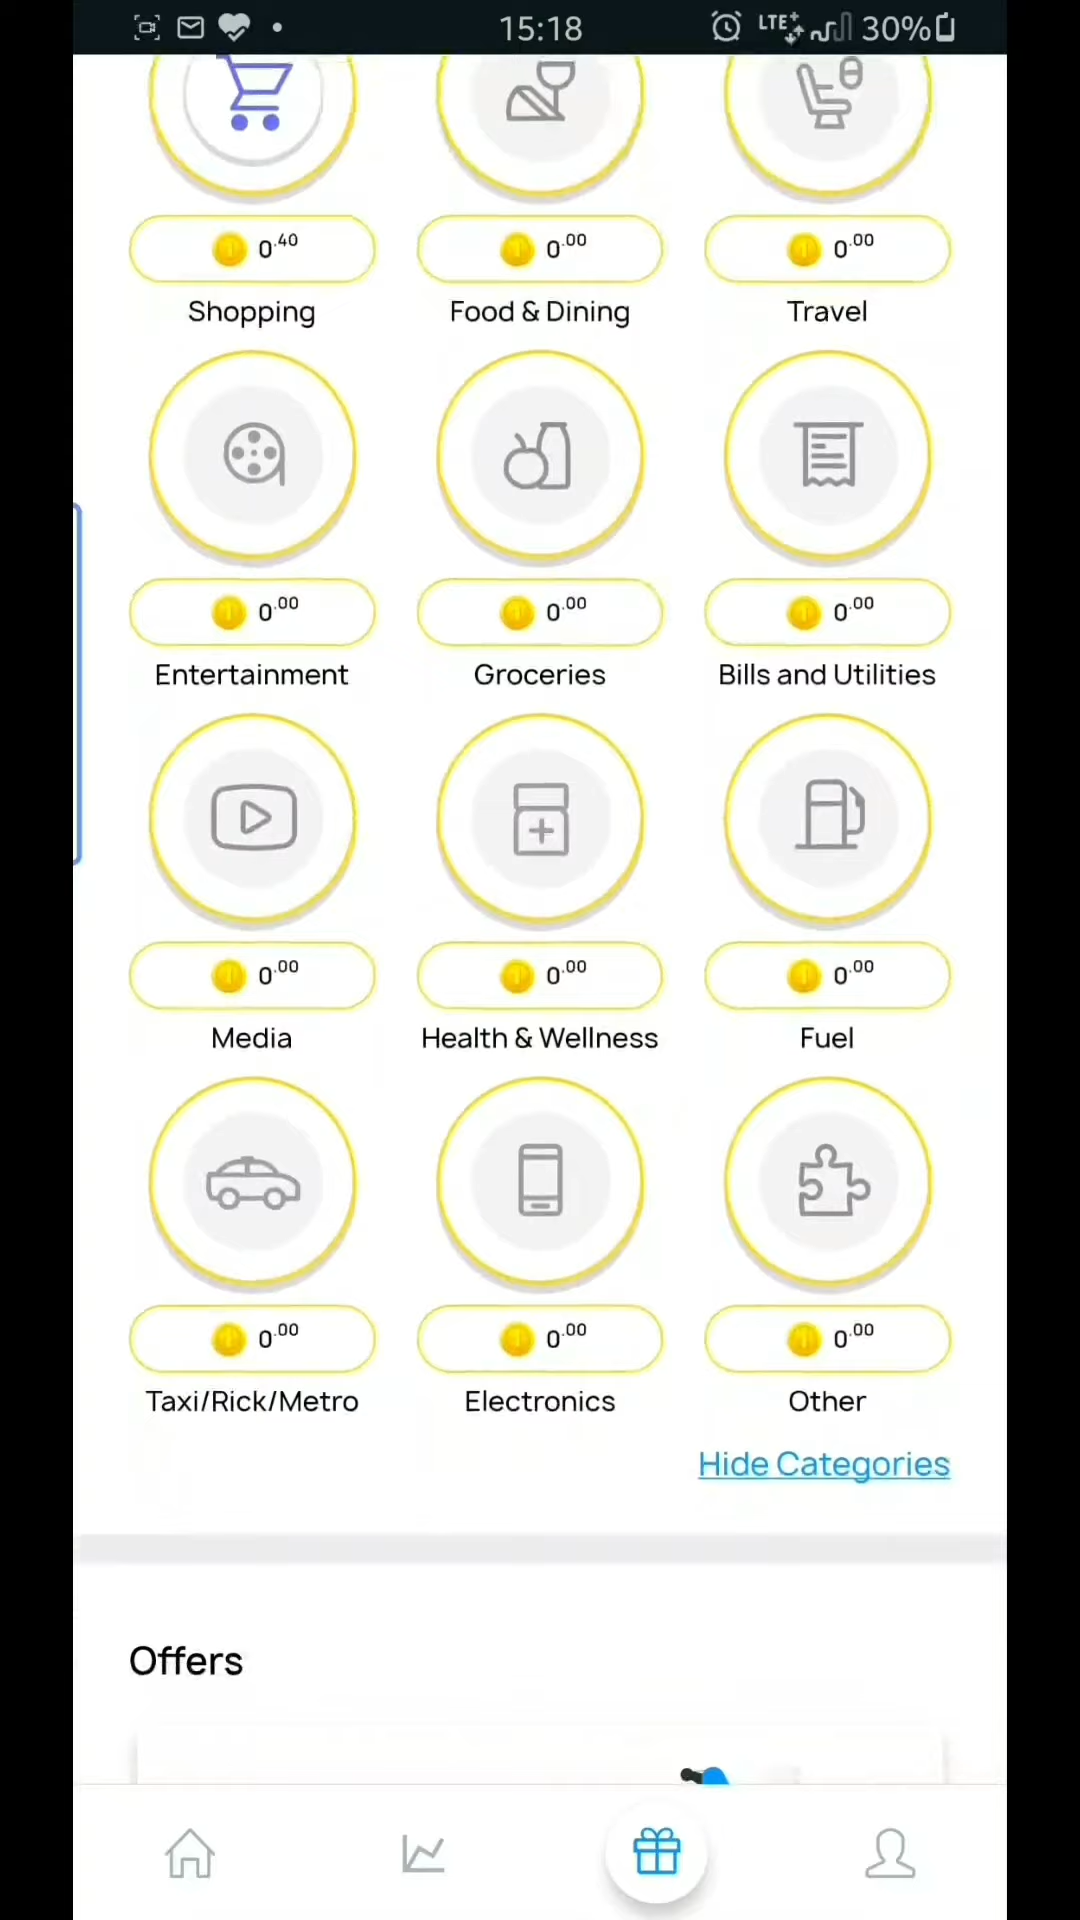 15:18 LTE 30%
0.40 0.00 0.00
Shopping Food & Dining Travel
0.00 0.00 0.00
Entertainment Groceries Bills and Utilities
0.00 0.00 0.00
Media Health & Wellness Fuel
0.00 0.00 0.00
Taxi/Rick/Metro Electronics Other
Hide Categories
Offers